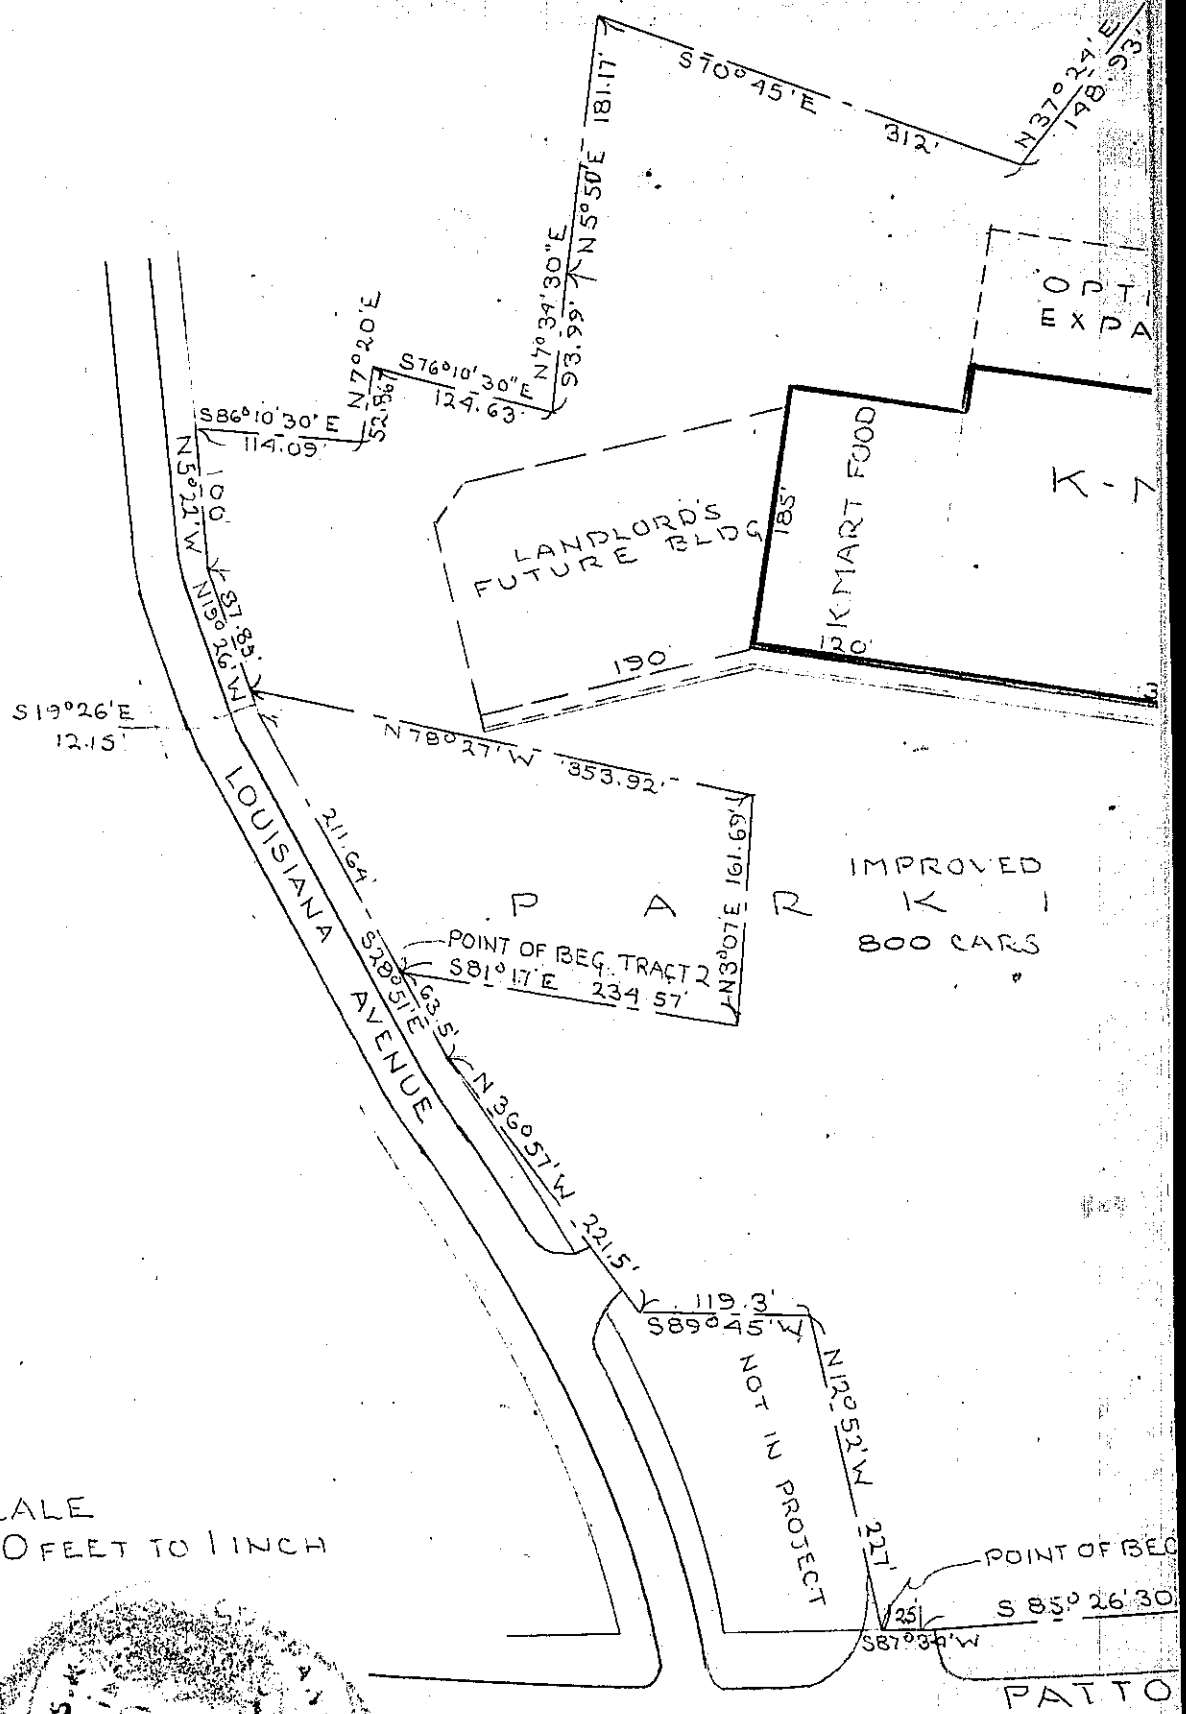 S70°45'E
312'
N37°24'E
148.93'
N5°50'E 181.17'
N7°34'30"E
93.99'
S76°10'30"E
124.63'
N7°20'E
52.86'
S86°10'30"E
114.09'
N5°22'W
100'
N19°26'W
37.85'
S19°26'E
12.15'
OPTI
EXPA
K-
K MART FOOD
185'
120'
LANDLORD'S
FUTURE BLDG
190'
N78°27'W 353.92'
N3°07'E 161.69'
IMPROVED
P A R K I
800 CARS
211.64'
S28°51'E
63.5'
POINT OF BEG. TRACT 2
S81°17'E 234.57'
LOUISIANA AVENUE
N36°57'W 221.5'
119.3'
S89°45'W
NOT IN PROJECT
N12°52'W 227'
POINT OF BEG
25'
S 85° 26'30
PATTO
ALE
0 FEET TO 1 INCH